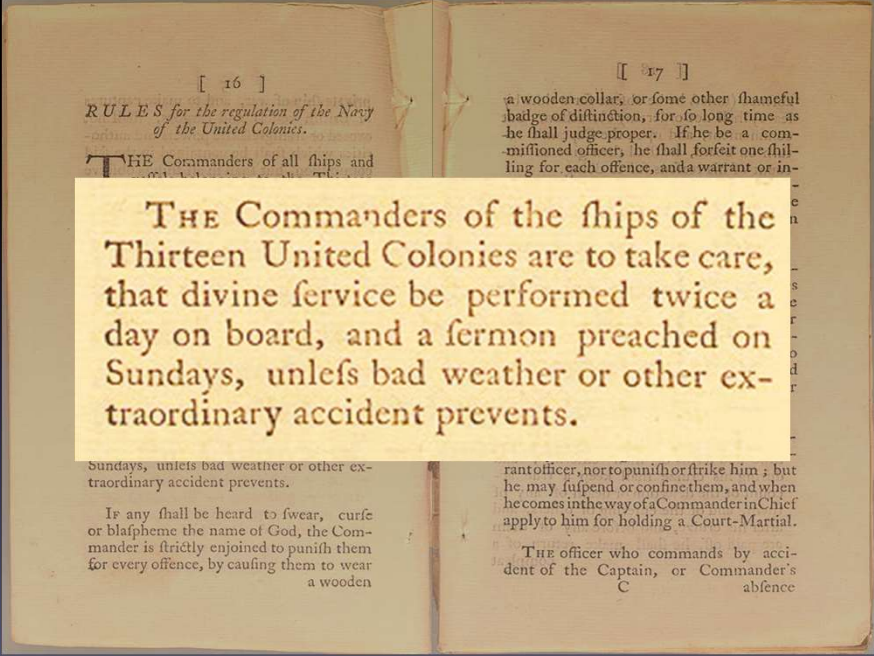 [ 16 ]
RULES for the regulation of the Navy
of the United Colonies.
THE Commanders of all ſhips and
THE Commanders of the ſhips of the
Thirteen United Colonies are to take care,
that divine ſervice be performed twice a
day on board, and a ſermon preached on
Sundays, unleſs bad weather or other ex-
traordinary accident prevents.
Sundays, unleſs bad weather or other ex-
traordinary accident prevents.
IF any ſhall be heard to ſwear, curſe
or blaſpheme the name of God, the Com-
mander is ſtrictly enjoined to puniſh them
for every offence, by cauſing them to wear
a wooden
[ 17 ]
a wooden collar, or ſome other ſhameful
badge of diſtinction, for ſo long time as
he ſhall judge proper. If he be a com-
miſſioned officer, he ſhall forfeit one ſhil-
ling for each offence, and a warrant or in-
rant officer, nor to puniſh or ſtrike him ; but
he may ſuſpend or confine them, and when
he comes in the way of a Commander in Chief
apply to him for holding a Court-Martial.
THE officer who commands by acci-
dent of the Captain, or Commander's
C abſence